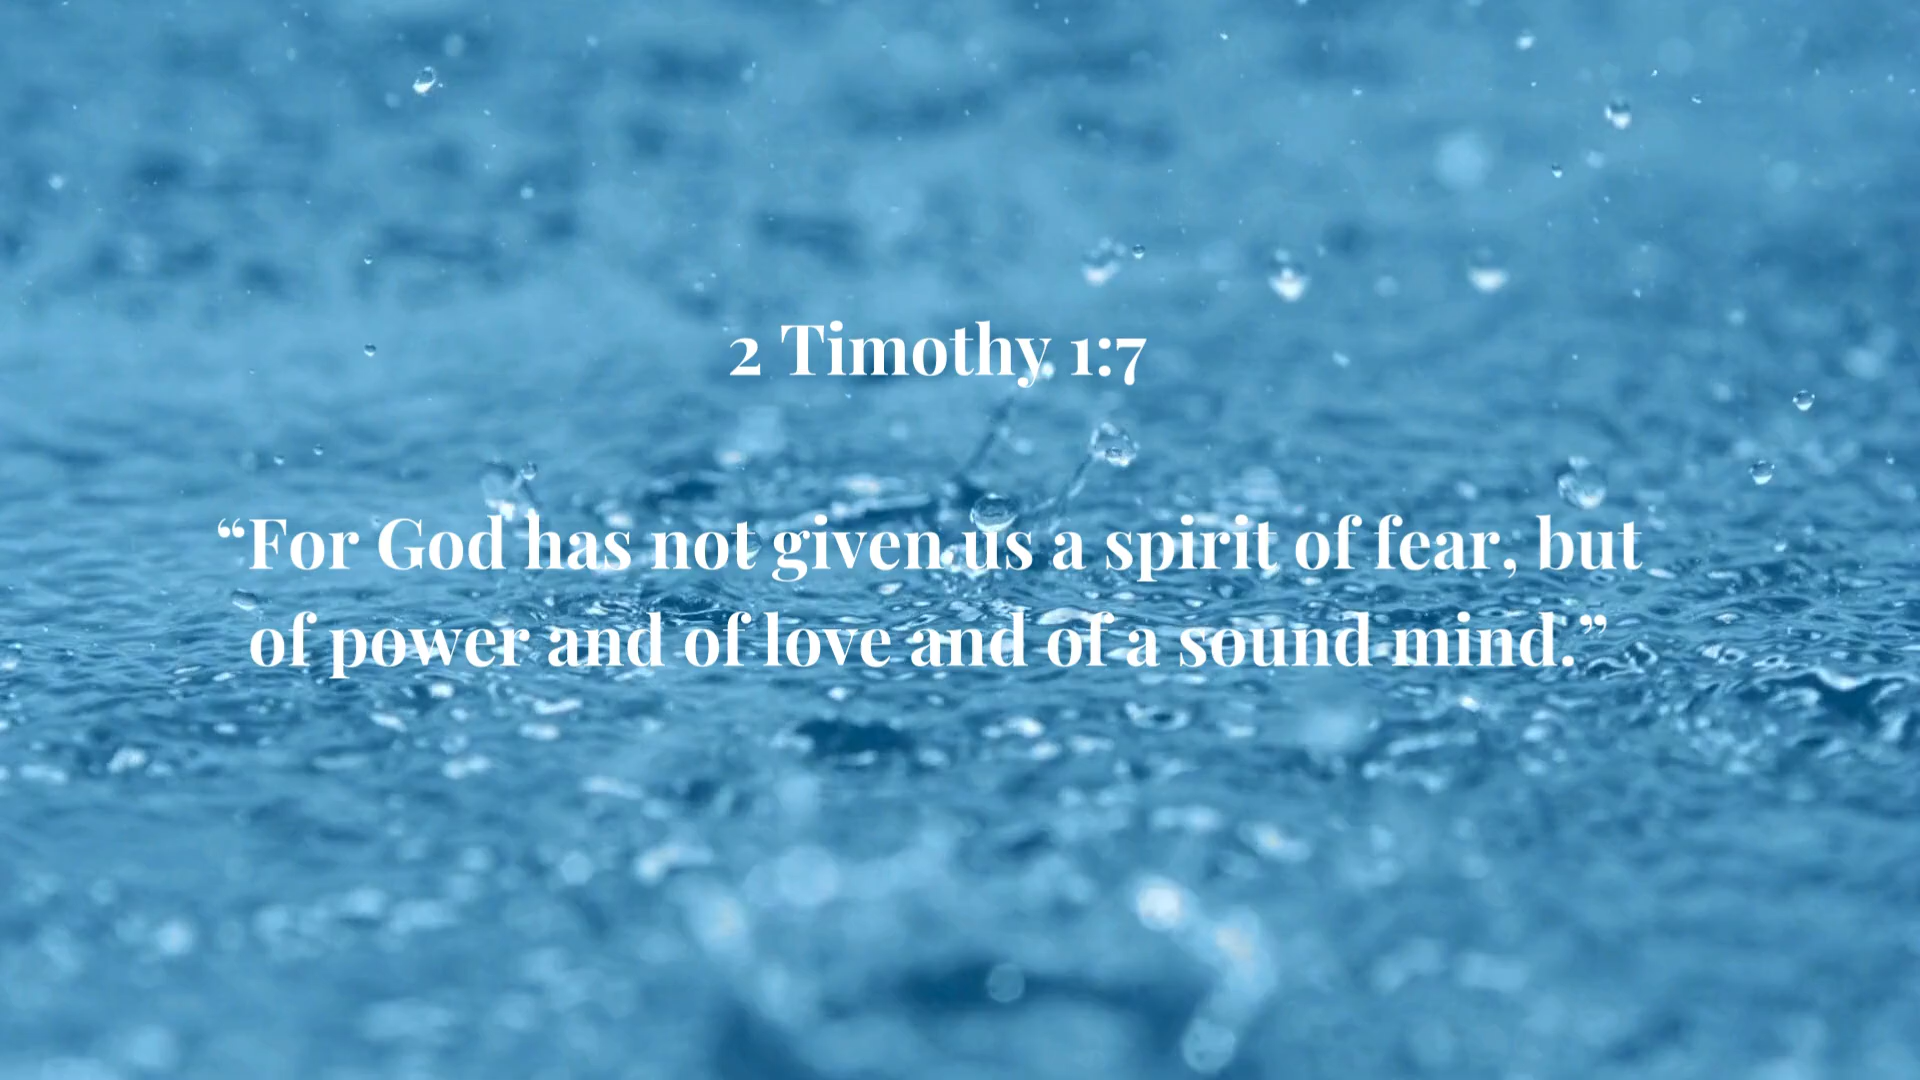 2 Timothy 1:7
“For God has not given us a spirit of fear, but
of power and of love and of a sound mind.”